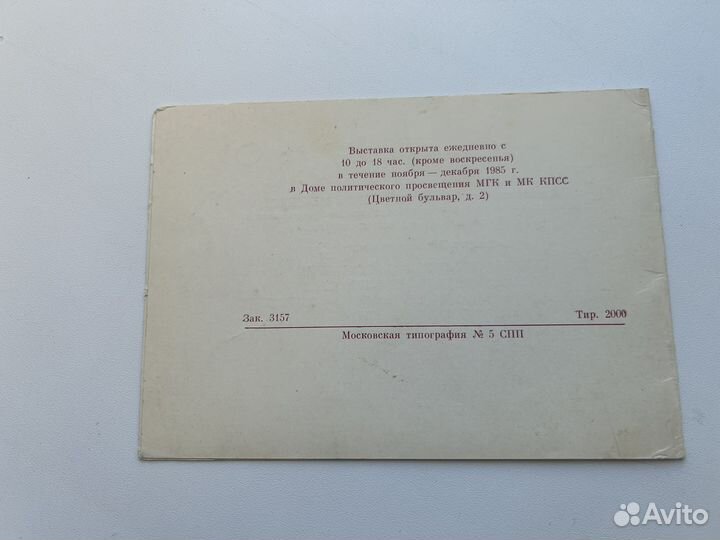 Выставка открыта ежедневно с
10 до 18 час. (кроме воскресенья)
в течение ноября — декабря 1985 г.
в Доме политического просвещения МГК и МК КПСС
(Цветной бульвар, д. 2)
Зак. 3157 Тир. 2000
Московская типография № 5 СПП
Avito